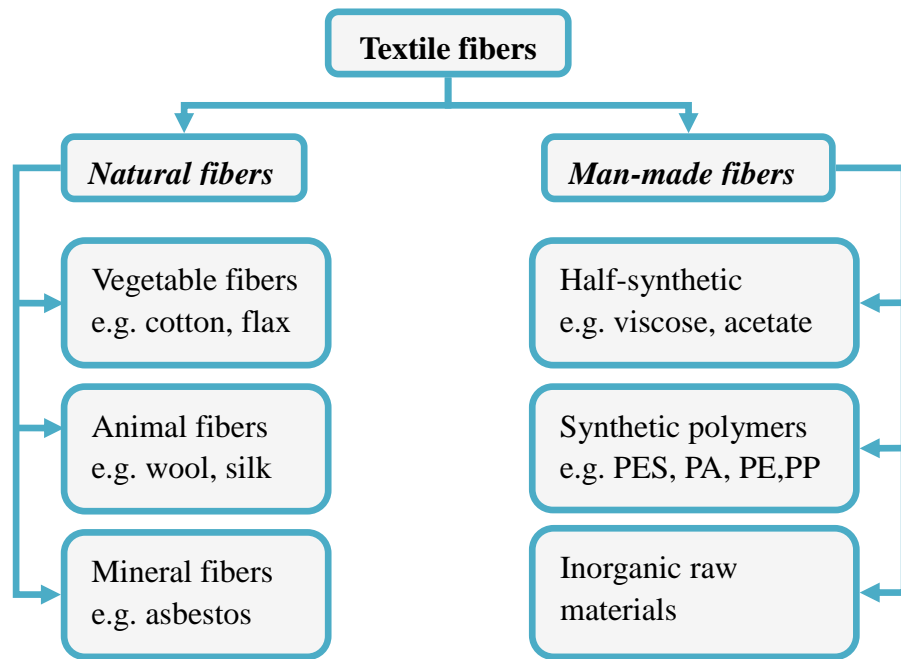 Textile fibers
Natural fibers
Man-made fibers
Vegetable fibers
e.g. cotton, flax
Animal fibers
e.g. wool, silk
Mineral fibers
e.g. asbestos
Half-synthetic
e.g. viscose, acetate
Synthetic polymers
e.g. PES, PA, PE,PP
Inorganic raw
materials